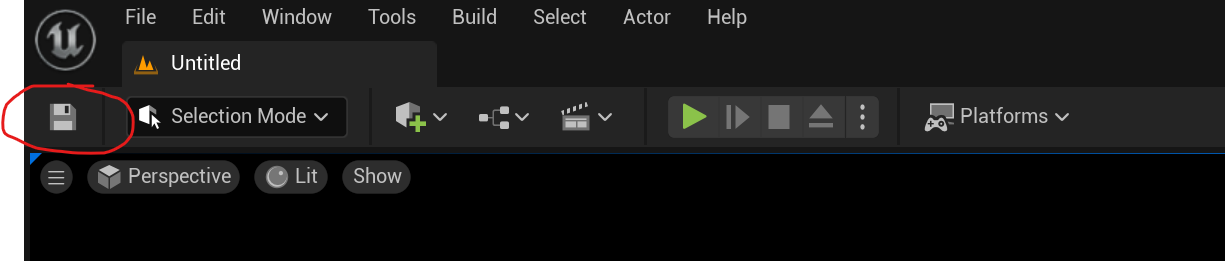 File Edit Window Tools Build Select Actor Help
Untitled
Selection Mode Platforms
Perspective Lit Show